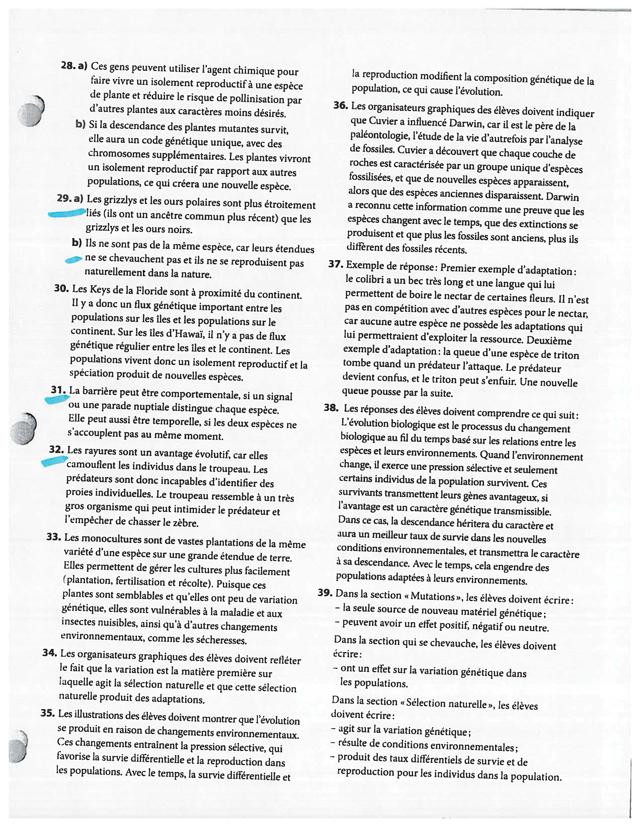 28. a) Ces gens peuvent utiliser l'agent chimique pour
faire vivre un isolement reproductif à une espèce
de plante et réduire le risque de pollinisation par
d'autres plantes aux caractères moins désirés.
b) Si la descendance des plantes mutantes survit,
elle aura un code génétique unique, avec des
chromosomes supplémentaires. Les plantes vivront
un isolement reproductif par rapport aux autres
populations, ce qui créera une nouvelle espèce.
29. a) Les grizzlys et les ours polaires sont plus étroitement
liés (ils ont un ancêtre commun plus récent) que les
grizzlys et les ours noirs.
b) Ils ne sont pas de la même espèce, car leurs étendues
ne se chevauchent pas et ils ne se reproduisent pas
naturellement dans la nature.
30. Les Keys de la Floride sont à proximité du continent.
Il y a donc un flux génétique important entre les
populations sur les îles et les populations sur le
continent. Sur les îles d'Hawaï, il n'y a pas de flux
génétique régulier entre les îles et le continent. Les
populations vivent donc un isolement reproductif et la
spéciation produit de nouvelles espèces.
31. La barrière peut être comportementale, si un signal
ou une parade nuptiale distingue chaque espèce.
Elle peut aussi être temporelle, si les deux espèces ne
s'accouplent pas au même moment.
32. Les rayures sont un avantage évolutif, car elles
camouflent les individus dans le troupeau. Les
prédateurs sont donc incapables d'identifier des
proies individuelles. Le troupeau ressemble à un très
gros organisme qui peut intimider le prédateur et
l'empêcher de chasser le zèbre.
33. Les monocultures sont de vastes plantations de la même
variété d'une espèce sur une grande étendue de terre.
Elles permettent de gérer les cultures plus facilement
(plantation, fertilisation et récolte). Puisque ces
plantes sont semblables et qu'elles ont peu de variation
génétique, elles sont vulnérables à la maladie et aux
insectes nuisibles, ainsi qu'à d'autres changements
environnementaux, comme les sécheresses.
34. Les organisateurs graphiques des élèves doivent refléter
le fait que la variation est la matière première sur
laquelle agit la sélection naturelle et que cette sélection
naturelle produit des adaptations.
35. Les illustrations des élèves doivent montrer que l'évolution
se produit en raison de changements environnementaux.
Ces changements entraînent la pression sélective, qui
favorise la survie différentielle et la reproduction dans
les populations. Avec le temps, la survie différentielle et
la reproduction modifient la composition génétique de la
population, ce qui cause l'évolution.
36. Les organisateurs graphiques des élèves doivent indiquer
que Cuvier a influencé Darwin, car il est le père de la
paléontologie, l'étude de la vie d'autrefois par l'analyse
de fossiles. Cuvier a découvert que chaque couche de
roches est caractérisée par un groupe unique d'espèces
fossilisées, et que de nouvelles espèces apparaissent,
alors que des espèces anciennes disparaissent. Darwin
a reconnu cette information comme une preuve que les
espèces changent avec le temps, que des extinctions se
produisent et que plus les fossiles sont anciens, plus ils
diffèrent des fossiles récents.
37. Exemple de réponse : Premier exemple d'adaptation :
le colibri a un bec très long et une langue qui lui
permettent de boire le nectar de certaines fleurs. Il n'est
pas en compétition avec d'autres espèces pour le nectar,
car aucune autre espèce ne possède les adaptations qui
lui permettraient d'exploiter la ressource. Deuxième
exemple d'adaptation : la queue d'une espèce de triton
tombe quand un prédateur l'attaque. Le prédateur
devient confus, et le triton peut s'enfuir. Une nouvelle
queue pousse par la suite.
38. Les réponses des élèves doivent comprendre ce qui suit :
L'évolution biologique est le processus du changement
biologique au fil du temps basé sur les relations entre les
espèces et leurs environnements. Quand l'environnement
change, il exerce une pression sélective et seulement
certains individus de la population survivent. Ces
survivants transmettent leurs gènes avantageux, si
l'avantage est un caractère génétique transmissible.
Dans ce cas, la descendance héritera du caractère et
aura un meilleur taux de survie dans les nouvelles
conditions environnementales, et transmettra le caractère
à sa descendance. Avec le temps, cela engendre des
populations adaptées à leurs environnements.
39. Dans la section « Mutations », les élèves doivent écrire :
– la seule source de nouveau matériel génétique ;
– peuvent avoir un effet positif, négatif ou neutre.
Dans la section qui se chevauche, les élèves doivent
écrire :
– ont un effet sur la variation génétique dans
les populations.
Dans la section « Sélection naturelle », les élèves
doivent écrire :
– agit sur la variation génétique ;
– résulte de conditions environnementales ;
– produit des taux différentiels de survie et de
reproduction pour les individus dans la population.